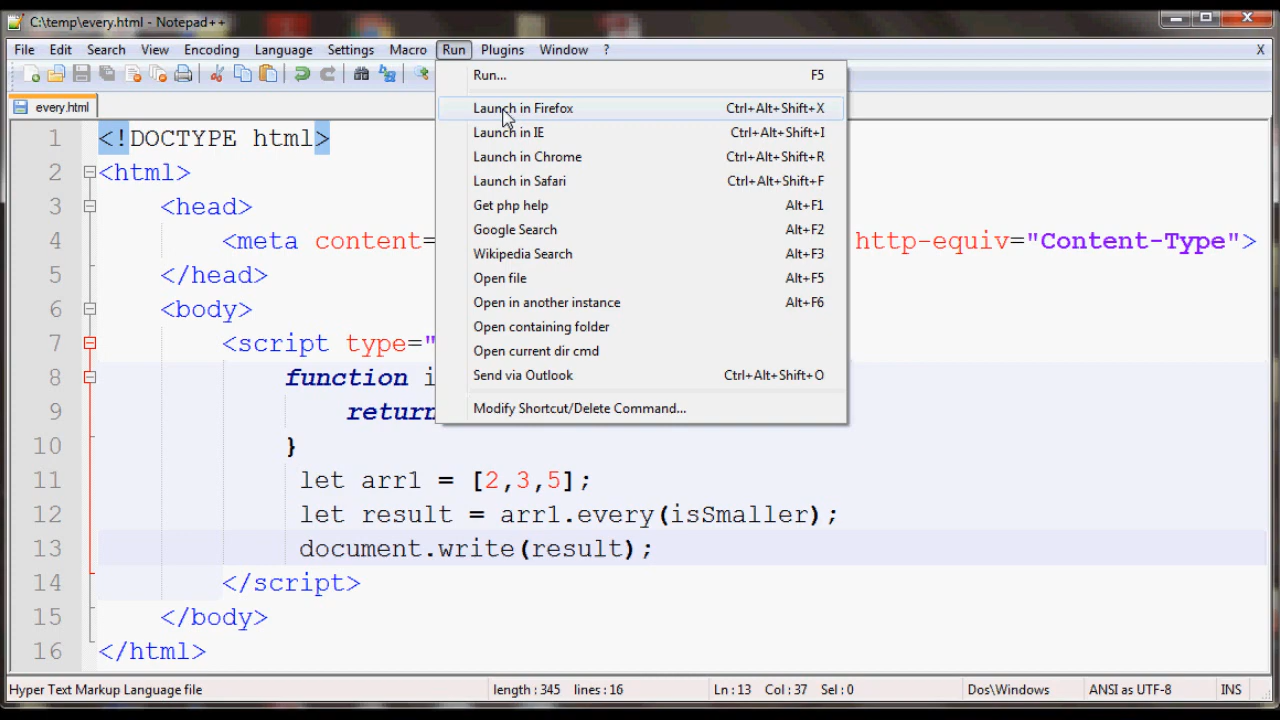 C:\temp\every.html - Notepad++
File Edit Search View Encoding Language Settings Macro Run Plugins Window ? X
every.html
Run... F5
Launch in Firefox Ctrl+Alt+Shift+X
Launch in IE Ctrl+Alt+Shift+I
Launch in Chrome Ctrl+Alt+Shift+R
Launch in Safari Ctrl+Alt+Shift+F
Get php help Alt+F1
Google Search Alt+F2
Wikipedia Search Alt+F3
Open file Alt+F5
Open in another instance Alt+F6
Open containing folder
Open current dir cmd
Send via Outlook Ctrl+Alt+Shift+O
Modify Shortcut/Delete Command...
1 <!DOCTYPE html>
2 <html>
3 <head>
4 <meta content= http-equiv="Content-Type">
5 </head>
6 <body>
7 <script type="
8 function i
9 return
10 }
11 let arr1 = [2,3,5];
12 let result = arr1.every(isSmaller);
13 document.write(result);
14 </script>
15 </body>
16 </html>
Hyper Text Markup Language file length : 345 lines : 16 Ln : 13 Col : 37 Sel : 0 Dos\Windows ANSI as UTF-8 INS